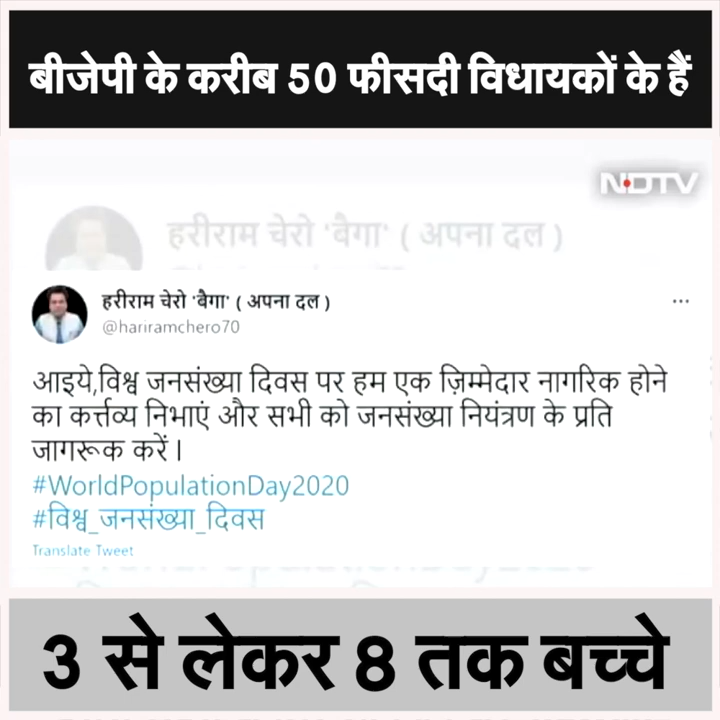 बीजेपी के करीब 50 फीसदी विधायकों के हैं
NDTV
हरीराम चेरो 'बैगा' ( अपना दल )
हरीराम चेरो 'बैगा' ( अपना दल )
@hariramchero70
आइये,विश्व जनसंख्या दिवस पर हम एक ज़िम्मेदार नागरिक होने
का कर्त्तव्य निभाएं और सभी को जनसंख्या नियंत्रण के प्रति
जागरूक करें।
#WorldPopulationDay2020
#विश्व_जनसंख्या_दिवस
Translate Tweet
3 से लेकर 8 तक बच्चे